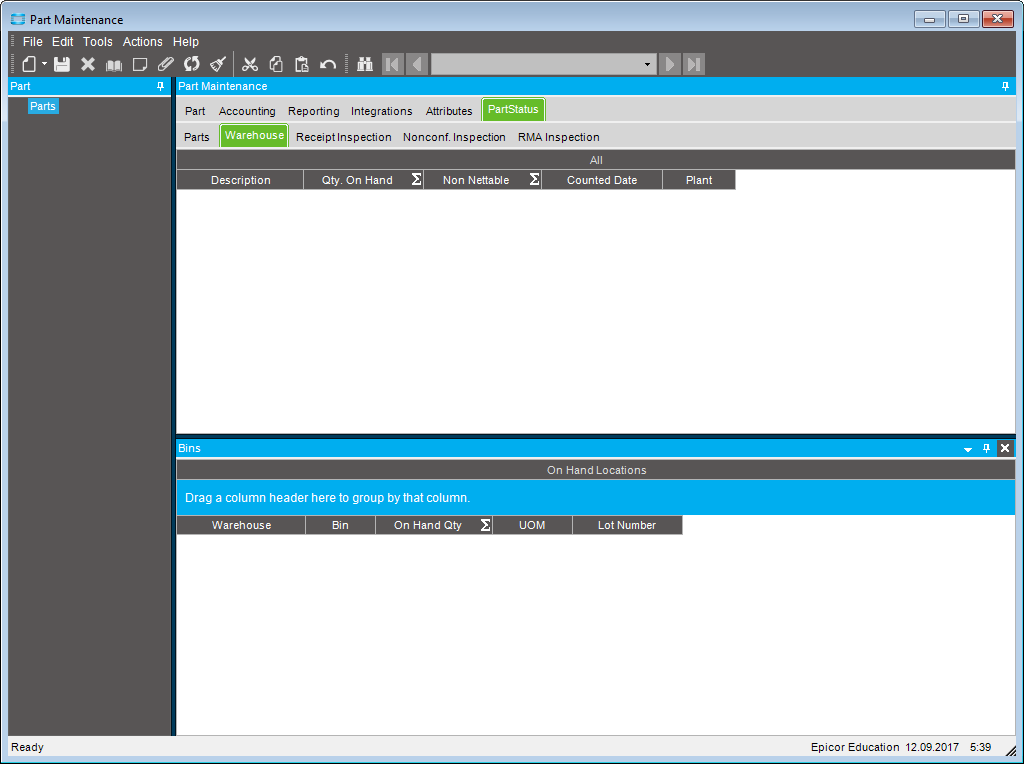 Part Maintenance
File Edit Tools Actions Help
Part
Parts
Part Maintenance
Part Accounting Reporting Integrations Attributes PartStatus
Parts Warehouse Receipt Inspection Nonconf. Inspection RMA Inspection
All
Description Qty. On Hand Σ Non Nettable Σ Counted Date Plant
Bins
On Hand Locations
Drag a column header here to group by that column.
Warehouse Bin On Hand Qty Σ UOM Lot Number
Ready Epicor Education 12.09.2017 5:39